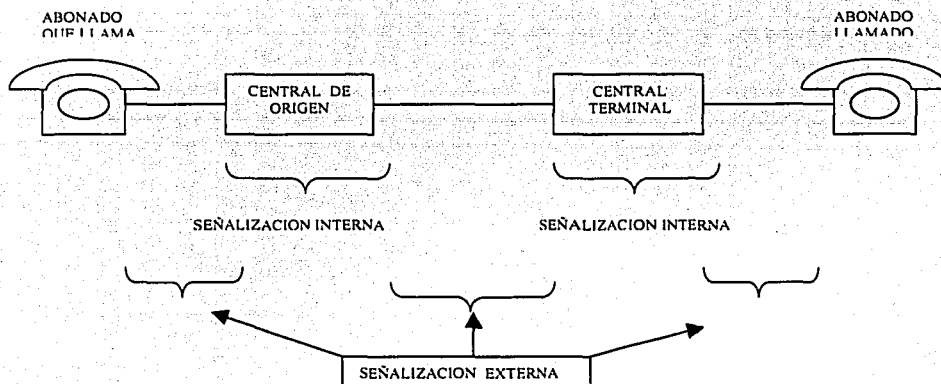 ABONADO
QUE LLAMA
ABONADO
LLAMADO
CENTRAL DE
ORIGEN
CENTRAL
TERMINAL
SEÑALIZACION INTERNA
SEÑALIZACION INTERNA
SEÑALIZACION EXTERNA